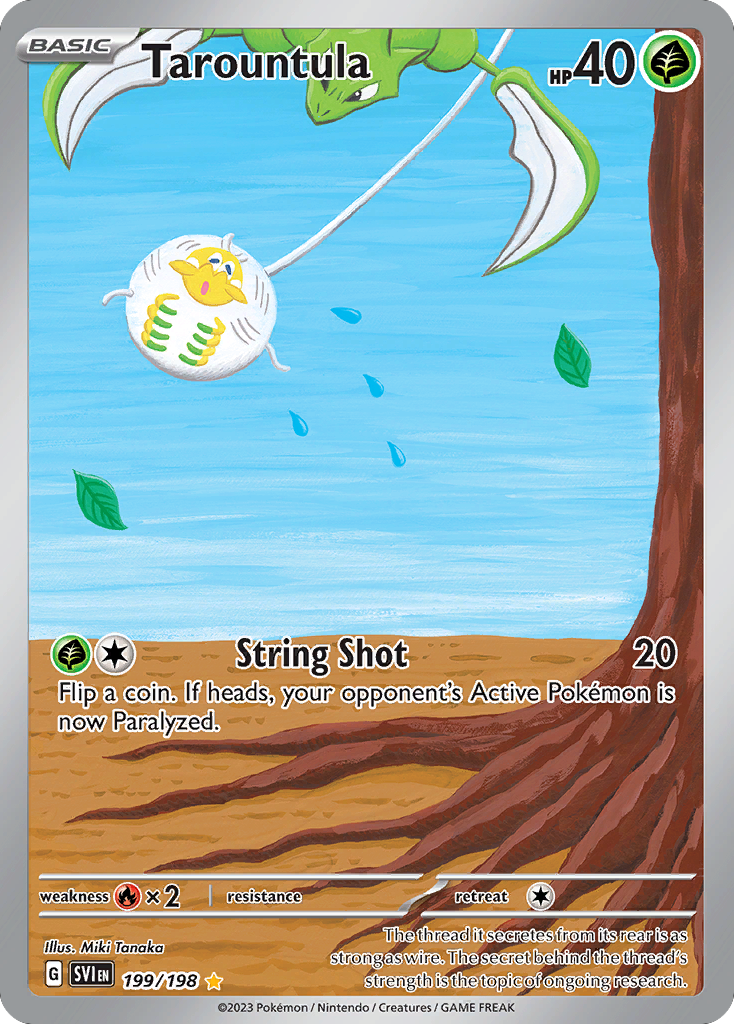 BASIC
Tarountula
HP 40
String Shot 20
Flip a coin. If heads, your opponent's Active Pokémon is
now Paralyzed.
weakness ×2 resistance retreat
Illus. Miki Tanaka
The thread it secretes from its rear is as
strong as wire. The secret behind the thread's
strength is the topic of ongoing research.
G SVI EN 199/198
©2023 Pokémon / Nintendo / Creatures / GAME FREAK